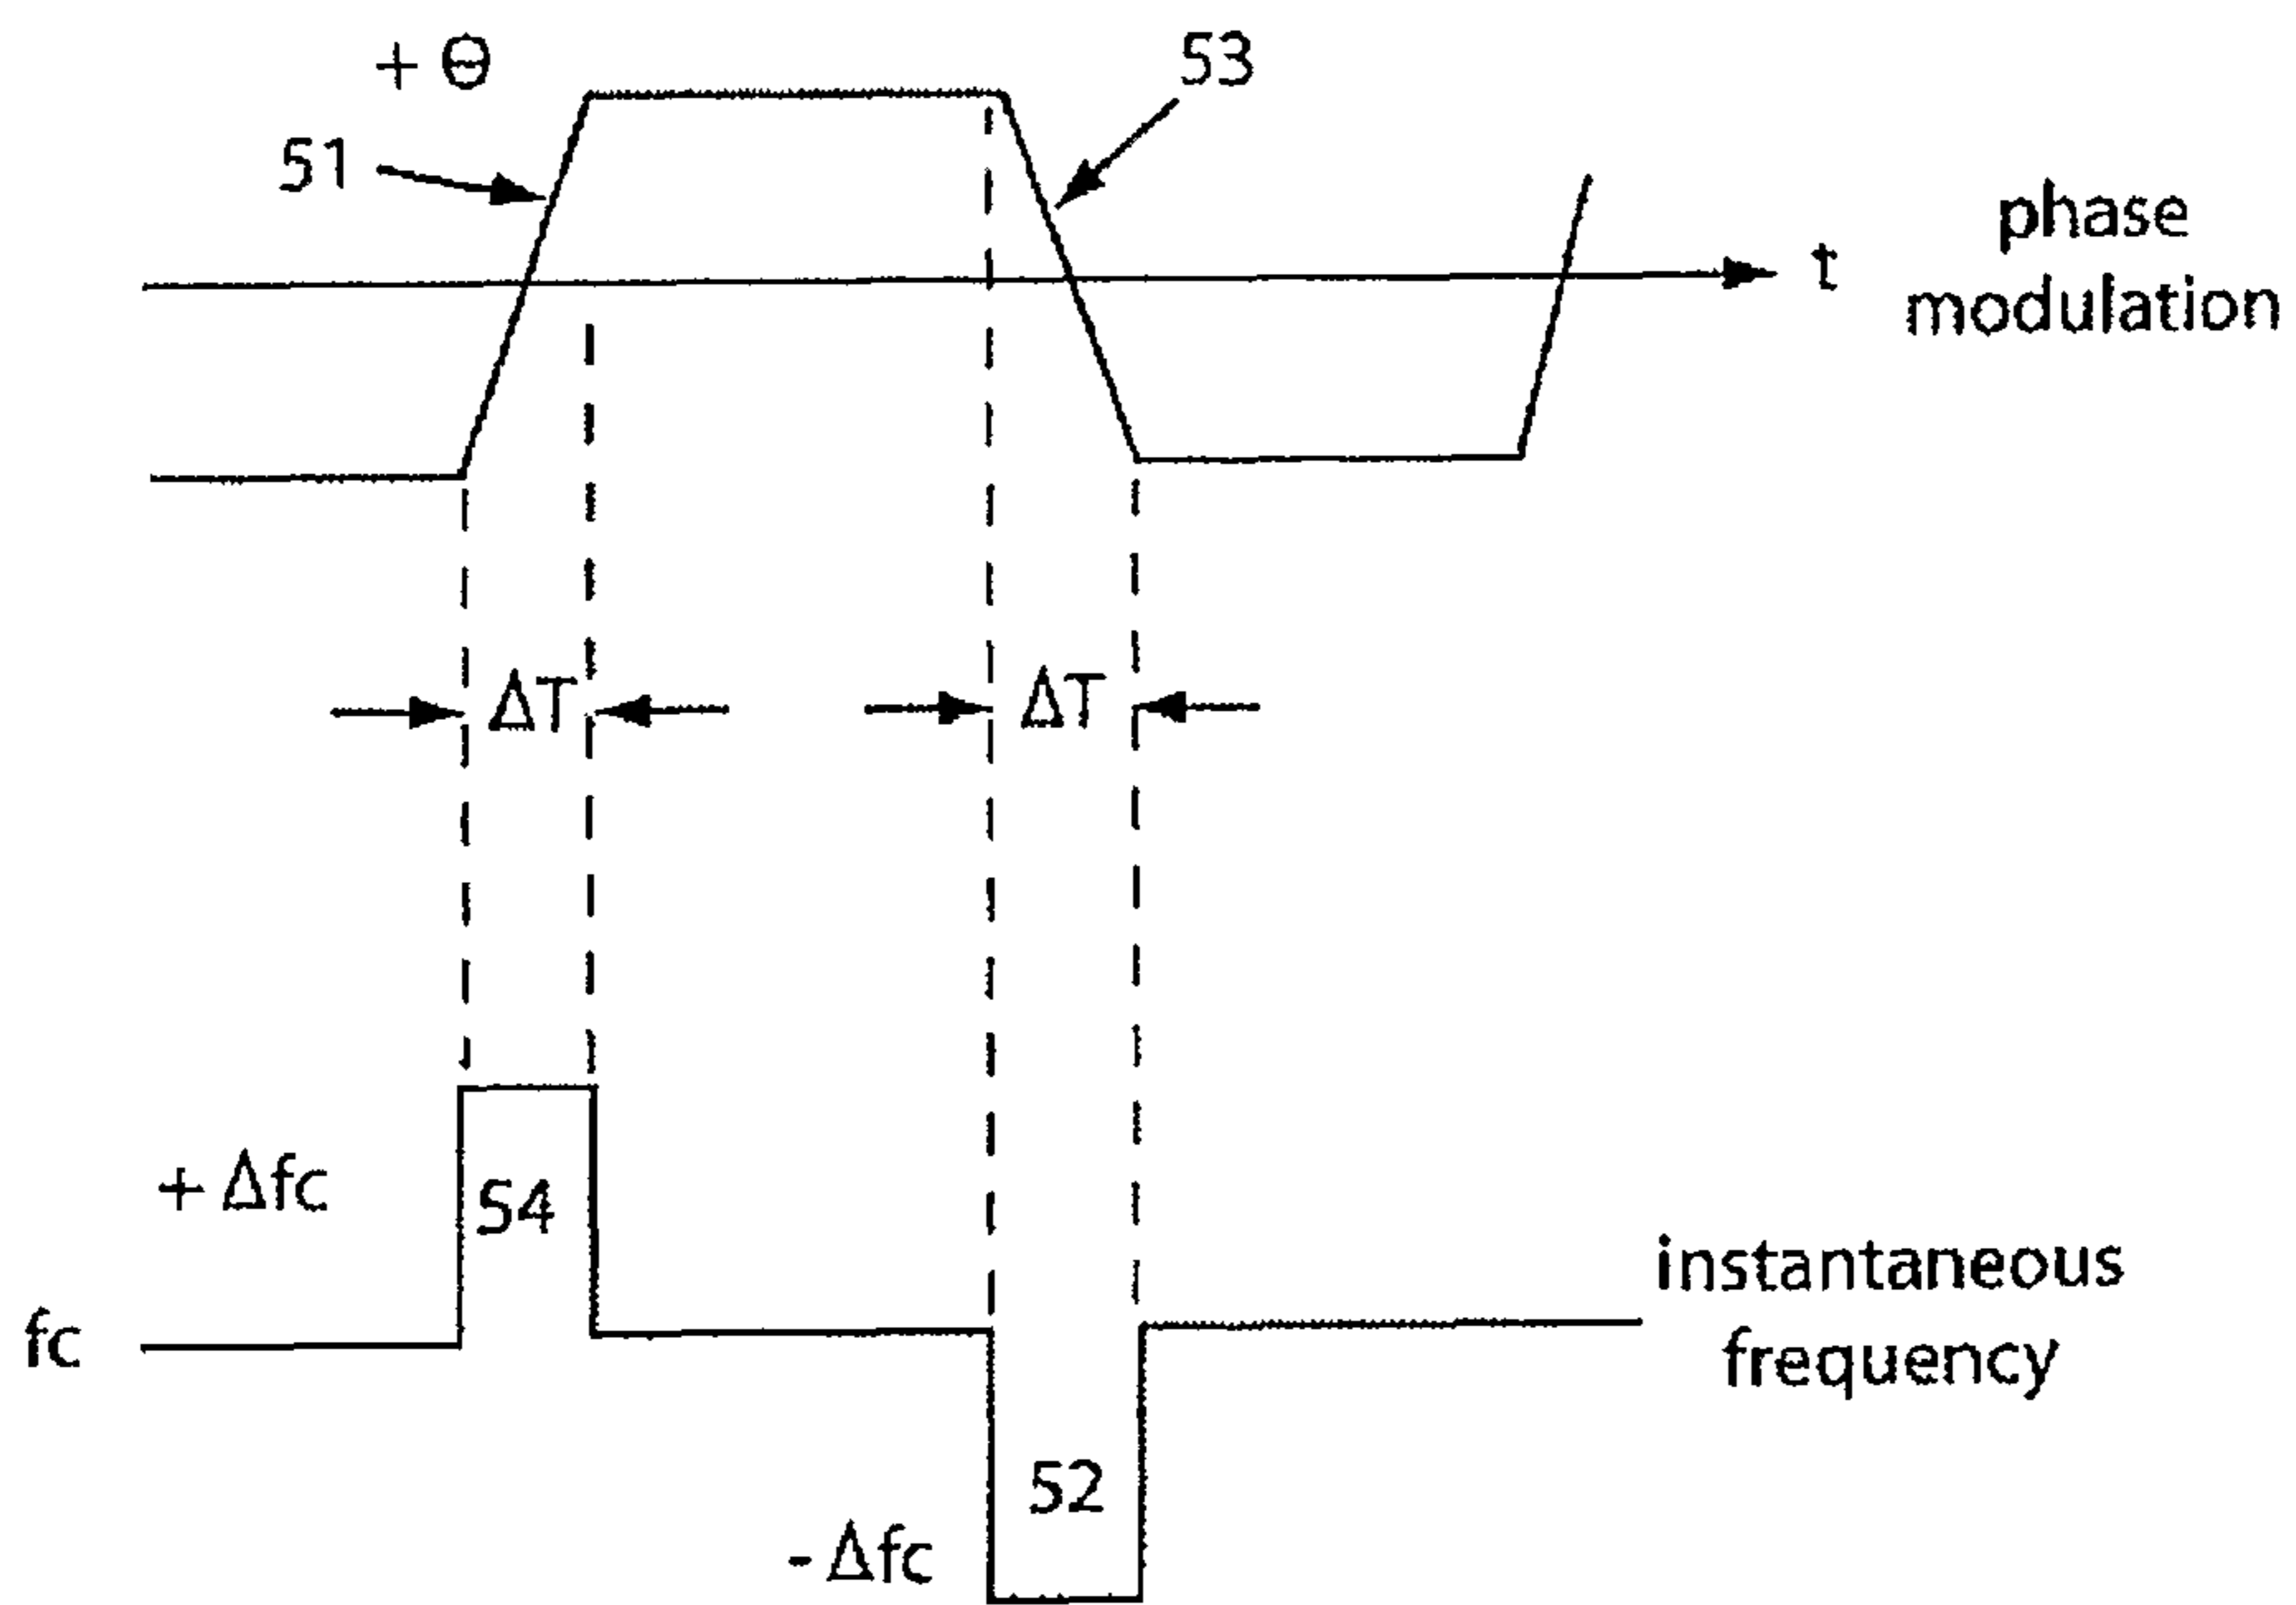 + Θ
53
51
t
phase
modulation
ΔT
ΔT
+ Δfc
54
fc
instantaneous
frequency
52
- Δfc